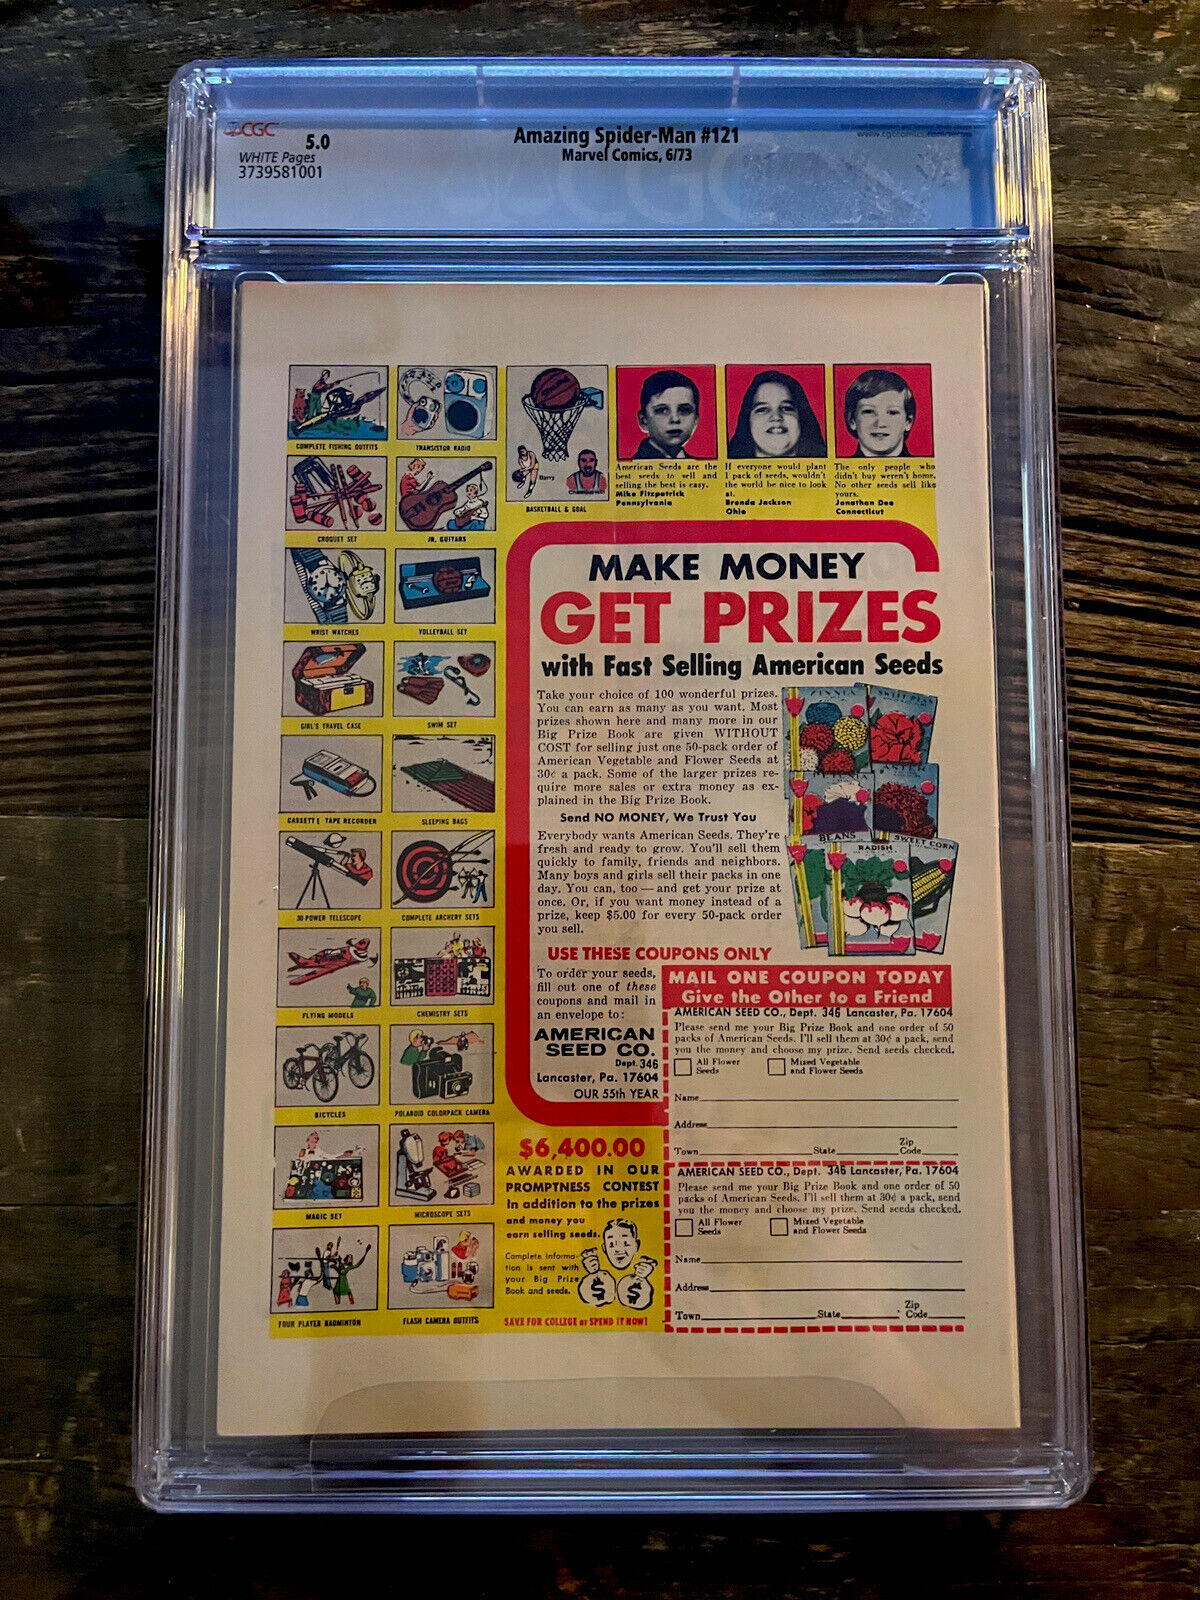 CGC
5.0
WHITE Pages
3739581001
Amazing Spider-Man #121
Marvel Comics, 6/73
CGC
COMPLETE FISHING OUTFITS
TRANSISTOR RADIO
Barry
BASKETBALL & GOAL
American Seeds are the
best seeds to sell and
selling the best is easy.
Mike Fitzpatrick
Pennsylvania
If everyone would plant
1 pack of seeds, wouldn't
the world be nice to look
at.
Brenda Jackson
Ohio
The only people who
didn't buy weren't home.
No other seeds sell like
yours.
Jonathan Dee
Connecticut
CROQUET SET
JR. GUITARS
WRIST WATCHES
VOLLEYBALL SET
GIRL'S TRAVEL CASE
SWIM SET
CASSETTE TAPE RECORDER
SLEEPING BAGS
30 POWER TELESCOPE
COMPLETE ARCHERY SETS
FLYING MODELS
CHEMISTRY SETS
BICYCLES
POLAROID COLORPACK CAMERA
MAGIC SET
MICROSCOPE SETS
FOUR PLAYER BADMINTON
FLASH CAMERA OUTFITS
MAKE MONEY
GET PRIZES
with Fast Selling American Seeds
Take your choice of 100 wonderful prizes.
You can earn as many as you want. Most
prizes shown here and many more in our
Big Prize Book are given WITHOUT
COST for selling just one 50-pack order of
American Vegetable and Flower Seeds at
30¢ a pack. Some of the larger prizes re-
quire more sales or extra money as ex-
plained in the Big Prize Book.
Send NO MONEY, We Trust You
Everybody wants American Seeds. They're
fresh and ready to grow. You'll sell them
quickly to family, friends and neighbors.
Many boys and girls sell their packs in one
day. You can, too — and get your prize at
once. Or, if you want money instead of a
prize, keep $5.00 for every 50-pack order
you sell.
ZINNIA
SWEET PEAS
ASTER
BEANS
RADISH
SWEET CORN
USE THESE COUPONS ONLY
To order your seeds,
fill out one of these
coupons and mail in
an envelope to:
AMERICAN
SEED CO.
Dept. 346
Lancaster, Pa. 17604
OUR 55th YEAR
MAIL ONE COUPON TODAY
Give the Other to a Friend
AMERICAN SEED CO., Dept. 346 Lancaster, Pa. 17604
Please send me your Big Prize Book and one order of 50
packs of American Seeds. I'll sell them at 30¢ a pack, send
you the money and choose my prize. Send seeds checked.
All Flower Seeds
Mixed Vegetable and Flower Seeds
Name
Address
Town State Zip Code
AMERICAN SEED CO., Dept. 346 Lancaster, Pa. 17604
Please send me your Big Prize Book and one order of 50
packs of American Seeds. I'll sell them at 30¢ a pack, send
you the money and choose my prize. Send seeds checked.
All Flower Seeds
Mixed Vegetable and Flower Seeds
Name
Address
Town State Zip Code
$6,400.00
AWARDED IN OUR
PROMPTNESS CONTEST
In addition to the prizes
and money you
earn selling seeds.
Complete informa-
tion is sent with
your Big Prize
Book and seeds.
$ $
SAVE FOR COLLEGE or SPEND IT NOW!